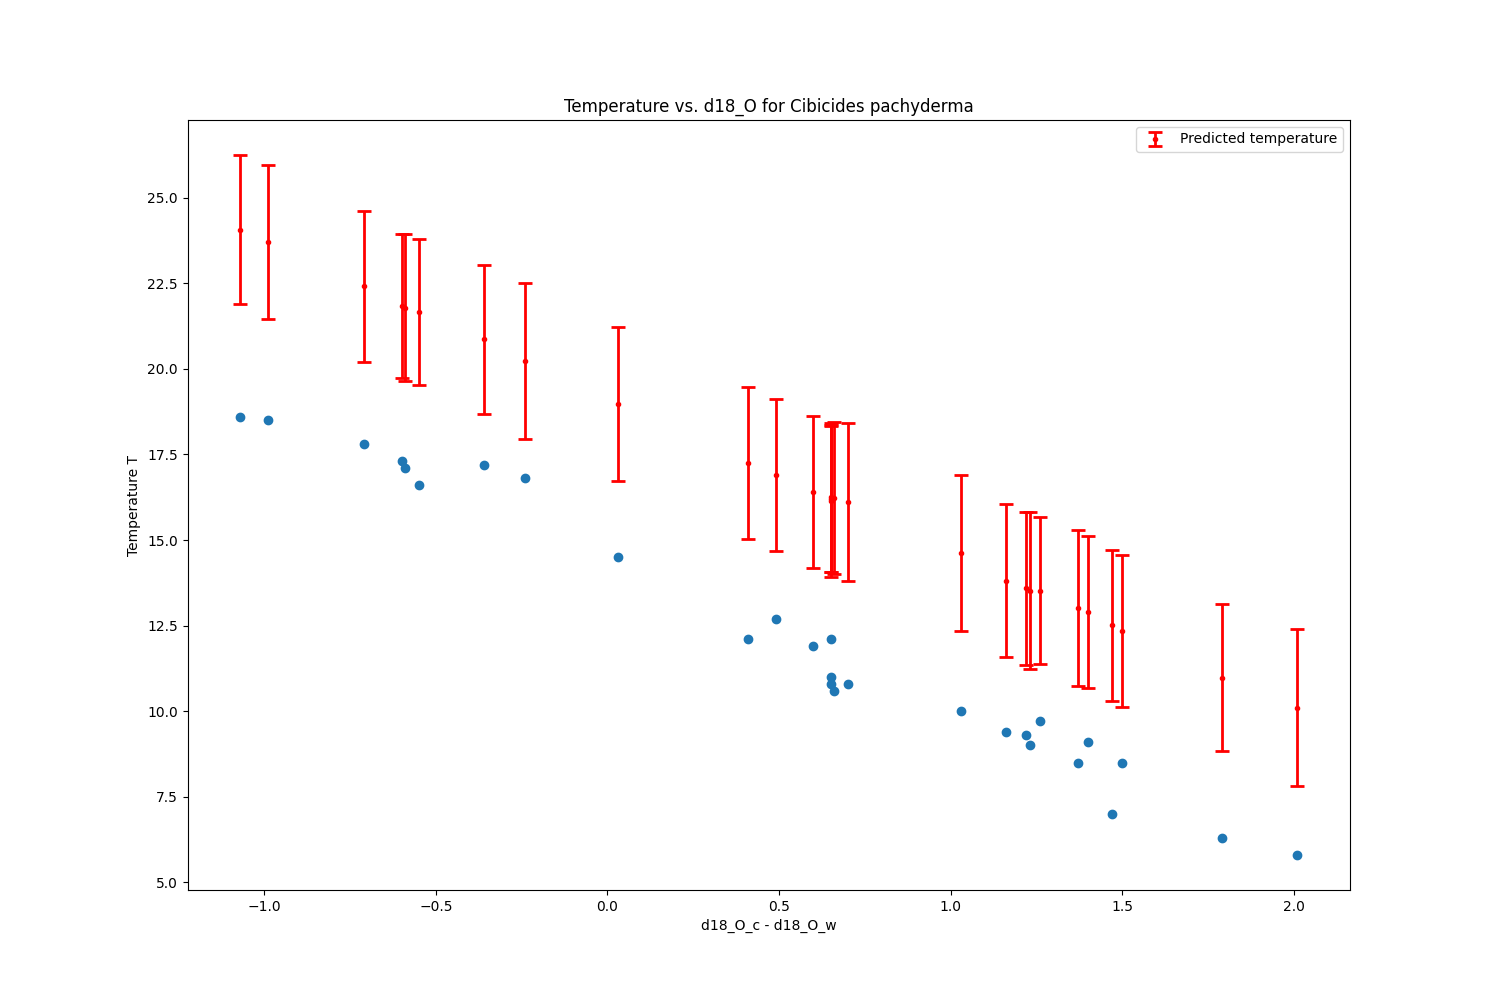 Temperature vs. d18_O for Cibicides pachyderma
Predicted temperature
25.0
22.5
20.0
17.5
15.0
12.5
10.0
7.5
5.0
Temperature T
−1.0 −0.5 0.0 0.5 1.0 1.5 2.0
d18_O_c - d18_O_w